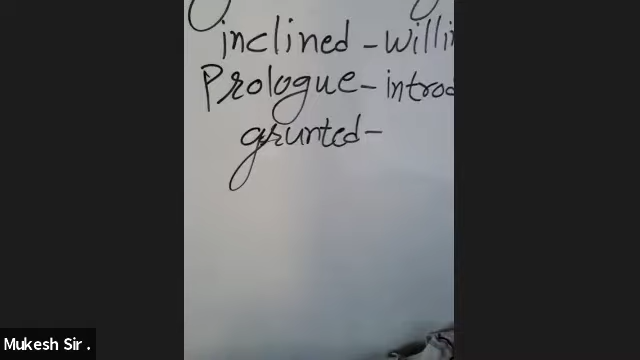 inclined - willi
Prologue - introd
grunted -
Mukesh Sir .